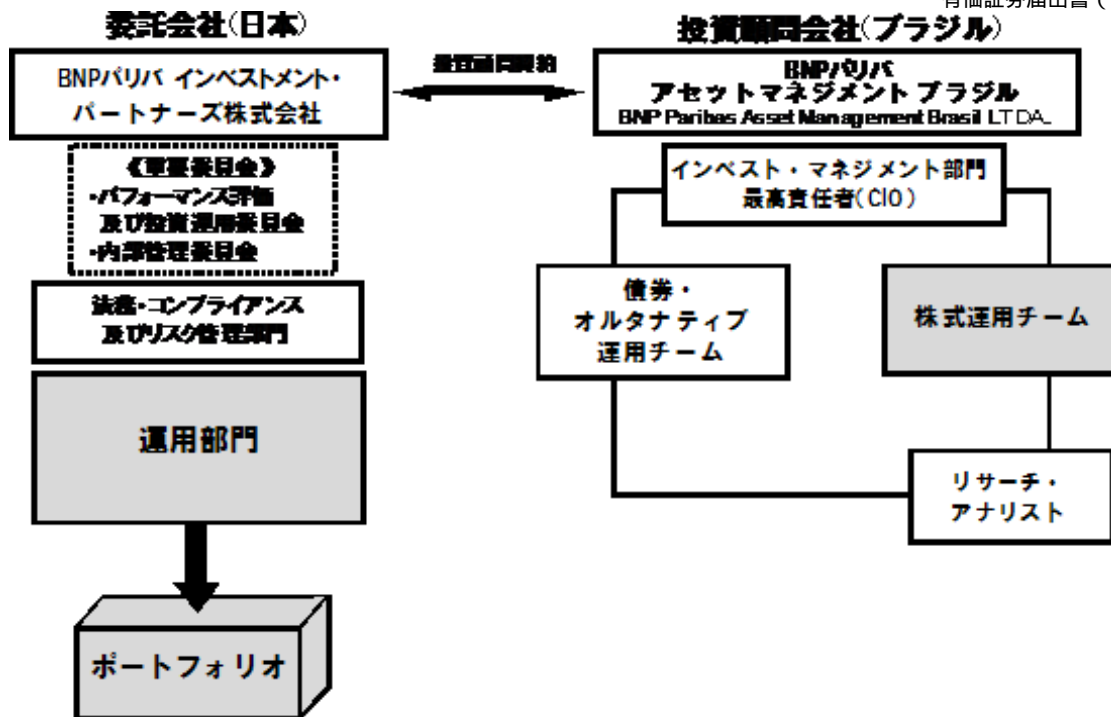 有価証券届出書(
委託会社(日本)
投資顧問会社(ブラジル)
BNPパリバ インベストメント・
パートナーズ株式会社
投資顧問契約
BNPパリバ
アセットマネジメント ブラジル
BNP Paribas Asset Management Brasil LTDA.
《重要委員会》
・パフォーマンス評価
及び投資運用委員会
・内部管理委員会
法務・コンプライアンス
及びリスク管理部門
運用部門
ポートフォリオ
インベスト・マネジメント部門
最高責任者(CIO)
債券・
オルタナティブ
運用チーム
株式運用チーム
リサーチ・
アナリスト